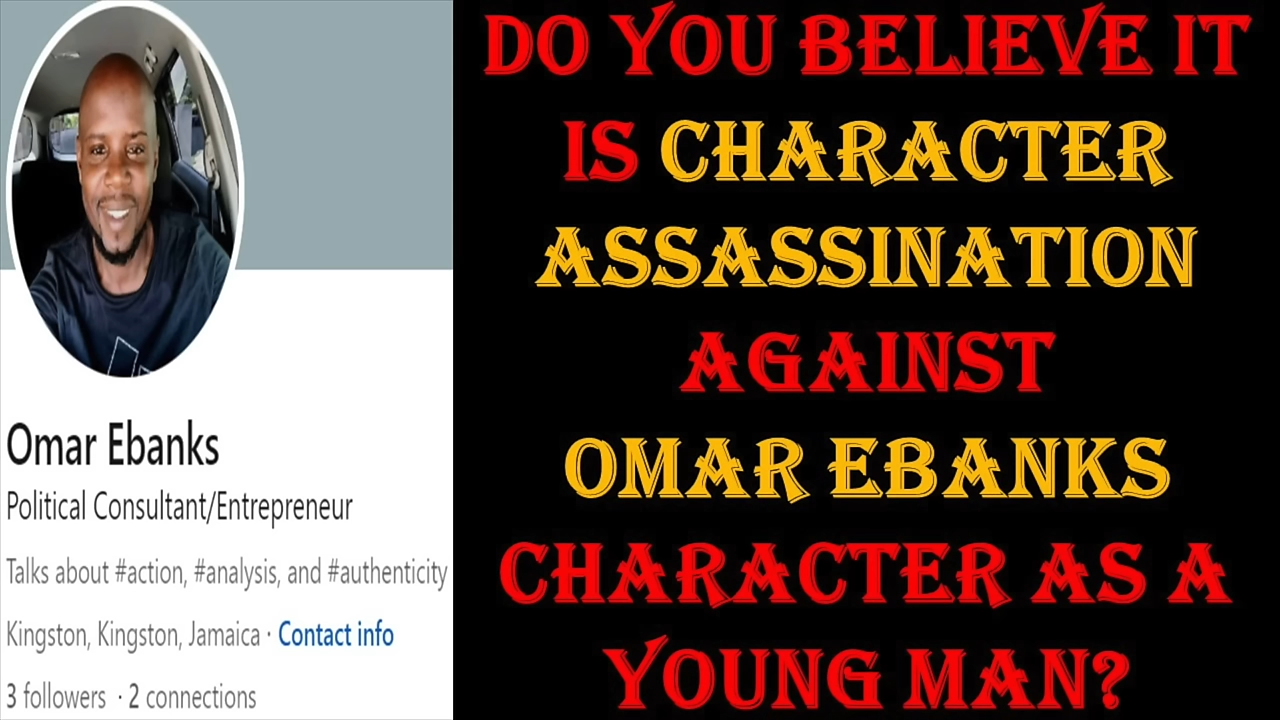 Omar Ebanks
Political Consultant/Entrepreneur
Talks about #action, #analysis, and #authenticity
Kingston, Kingston, Jamaica · Contact info
3 followers · 2 connections
DO YOU BELIEVE IT
IS CHARACTER
ASSASSINATION
AGAINST
OMAR EBANKS
CHARACTER AS A
YOUNG MAN?